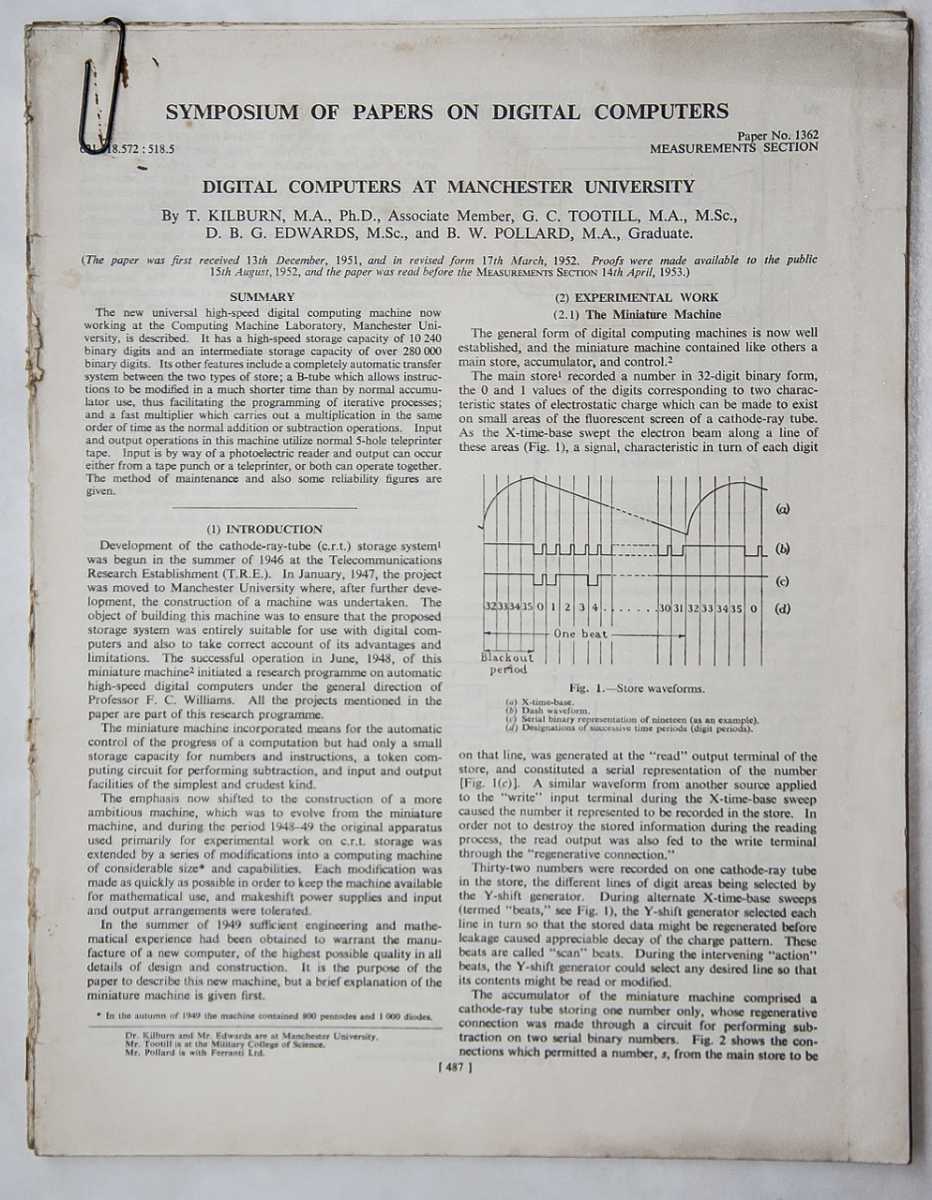 SYMPOSIUM OF PAPERS ON DIGITAL COMPUTERS
Paper No. 1362
18.572 : 518.5
MEASUREMENTS SECTION
DIGITAL COMPUTERS AT MANCHESTER UNIVERSITY
By T. KILBURN, M.A., Ph.D., Associate Member, G. C. TOOTILL, M.A., M.Sc.,
D. B. G. EDWARDS, M.Sc., and B. W. POLLARD, M.A., Graduate.
(The paper was first received 13th December, 1951, and in revised form 17th March, 1952. Proofs were made available to the public
15th August, 1952, and the paper was read before the MEASUREMENTS SECTION 14th April, 1953.)
SUMMARY
The new universal high-speed digital computing machine now
working at the Computing Machine Laboratory, Manchester Uni-
versity, is described. It has a high-speed storage capacity of 10 240
binary digits and an intermediate storage capacity of over 280 000
binary digits. Its other features include a completely automatic transfer
system between the two types of store; a B-tube which allows instruc-
tions to be modified in a much shorter time than by normal accumu-
lator use, thus facilitating the programming of iterative processes;
and a fast multiplier which carries out a multiplication in the same
order of time as the normal addition or subtraction operations. Input
and output operations in this machine utilize normal 5-hole teleprinter
tape. Input is by way of a photoelectric reader and output can occur
either from a tape punch or a teleprinter, or both can operate together.
The method of maintenance and also some reliability figures are
given.
(1) INTRODUCTION
Development of the cathode-ray-tube (c.r.t.) storage system¹
was begun in the summer of 1946 at the Telecommunications
Research Establishment (T.R.E.). In January, 1947, the project
was moved to Manchester University where, after further deve-
lopment, the construction of a machine was undertaken. The
object of building this machine was to ensure that the proposed
storage system was entirely suitable for use with digital com-
puters and also to take correct account of its advantages and
limitations. The successful operation in June, 1948, of this
miniature machine² initiated a research programme on automatic
high-speed digital computers under the general direction of
Professor F. C. Williams. All the projects mentioned in the
paper are part of this research programme.
The miniature machine incorporated means for the automatic
control of the progress of a computation but had only a small
storage capacity for numbers and instructions, a token com-
puting circuit for performing subtraction, and input and output
facilities of the simplest and crudest kind.
The emphasis now shifted to the construction of a more
ambitious machine, which was to evolve from the miniature
machine, and during the period 1948–49 the original apparatus
used primarily for experimental work on c.r.t. storage was
extended by a series of modifications into a computing machine
of considerable size* and capabilities. Each modification was
made as quickly as possible in order to keep the machine available
for mathematical use, and makeshift power supplies and input
and output arrangements were tolerated.
In the summer of 1949 sufficient engineering and mathe-
matical experience had been obtained to warrant the manu-
facture of a new computer, of the highest possible quality in all
details of design and construction. It is the purpose of the
paper to describe this new machine, but a brief explanation of the
miniature machine is given first.
* In the autumn of 1949 the machine contained 800 pentodes and 1 000 diodes.
Dr. Kilburn and Mr. Edwards are at Manchester University.
Mr. Tootill is at the Military College of Science.
Mr. Pollard is with Ferranti Ltd.
(2) EXPERIMENTAL WORK
(2.1) The Miniature Machine
The general form of digital computing machines is now well
established, and the miniature machine contained like others a
main store, accumulator, and control.²
The main store¹ recorded a number in 32-digit binary form,
the 0 and 1 values of the digits corresponding to two charac-
teristic states of electrostatic charge which can be made to exist
on small areas of the fluorescent screen of a cathode-ray tube.
As the X-time-base swept the electron beam along a line of
these areas (Fig. 1), a signal, characteristic in turn of each digit
(a)
(b)
(c)
32 33 34 35 0 1 2 3 4 . . . . . . . 30 31 32 33 34 35 0 (d)
One beat
Blackout
period
Fig. 1.—Store waveforms.
(a) X-time-base.
(b) Dash waveform.
(c) Serial binary representation of nineteen (as an example).
(d) Designations of successive time periods (digit periods).
on that line, was generated at the "read" output terminal of the
store, and constituted a serial representation of the number
[Fig. 1(c)]. A similar waveform from another source applied
to the "write" input terminal during the X-time-base sweep
caused the number it represented to be recorded in the store. In
order not to destroy the stored information during the reading
process, the read output was also fed to the write terminal
through the "regenerative connection."
Thirty-two numbers were recorded on one cathode-ray tube
in the store, the different lines of digit areas being selected by
the Y-shift generator. During alternate X-time-base sweeps
(termed "beats," see Fig. 1), the Y-shift generator selected each
line in turn so that the stored data might be regenerated before
leakage caused appreciable decay of the charge pattern. These
beats are called "scan" beats. During the intervening "action"
beats, the Y-shift generator could select any desired line so that
its contents might be read or modified.
The accumulator of the miniature machine comprised a
cathode-ray tube storing one number only, whose regenerative
connection was made through a circuit for performing sub-
traction on two serial binary numbers. Fig. 2 shows the con-
nections which permitted a number, s, from the main store to be
[ 487 ]